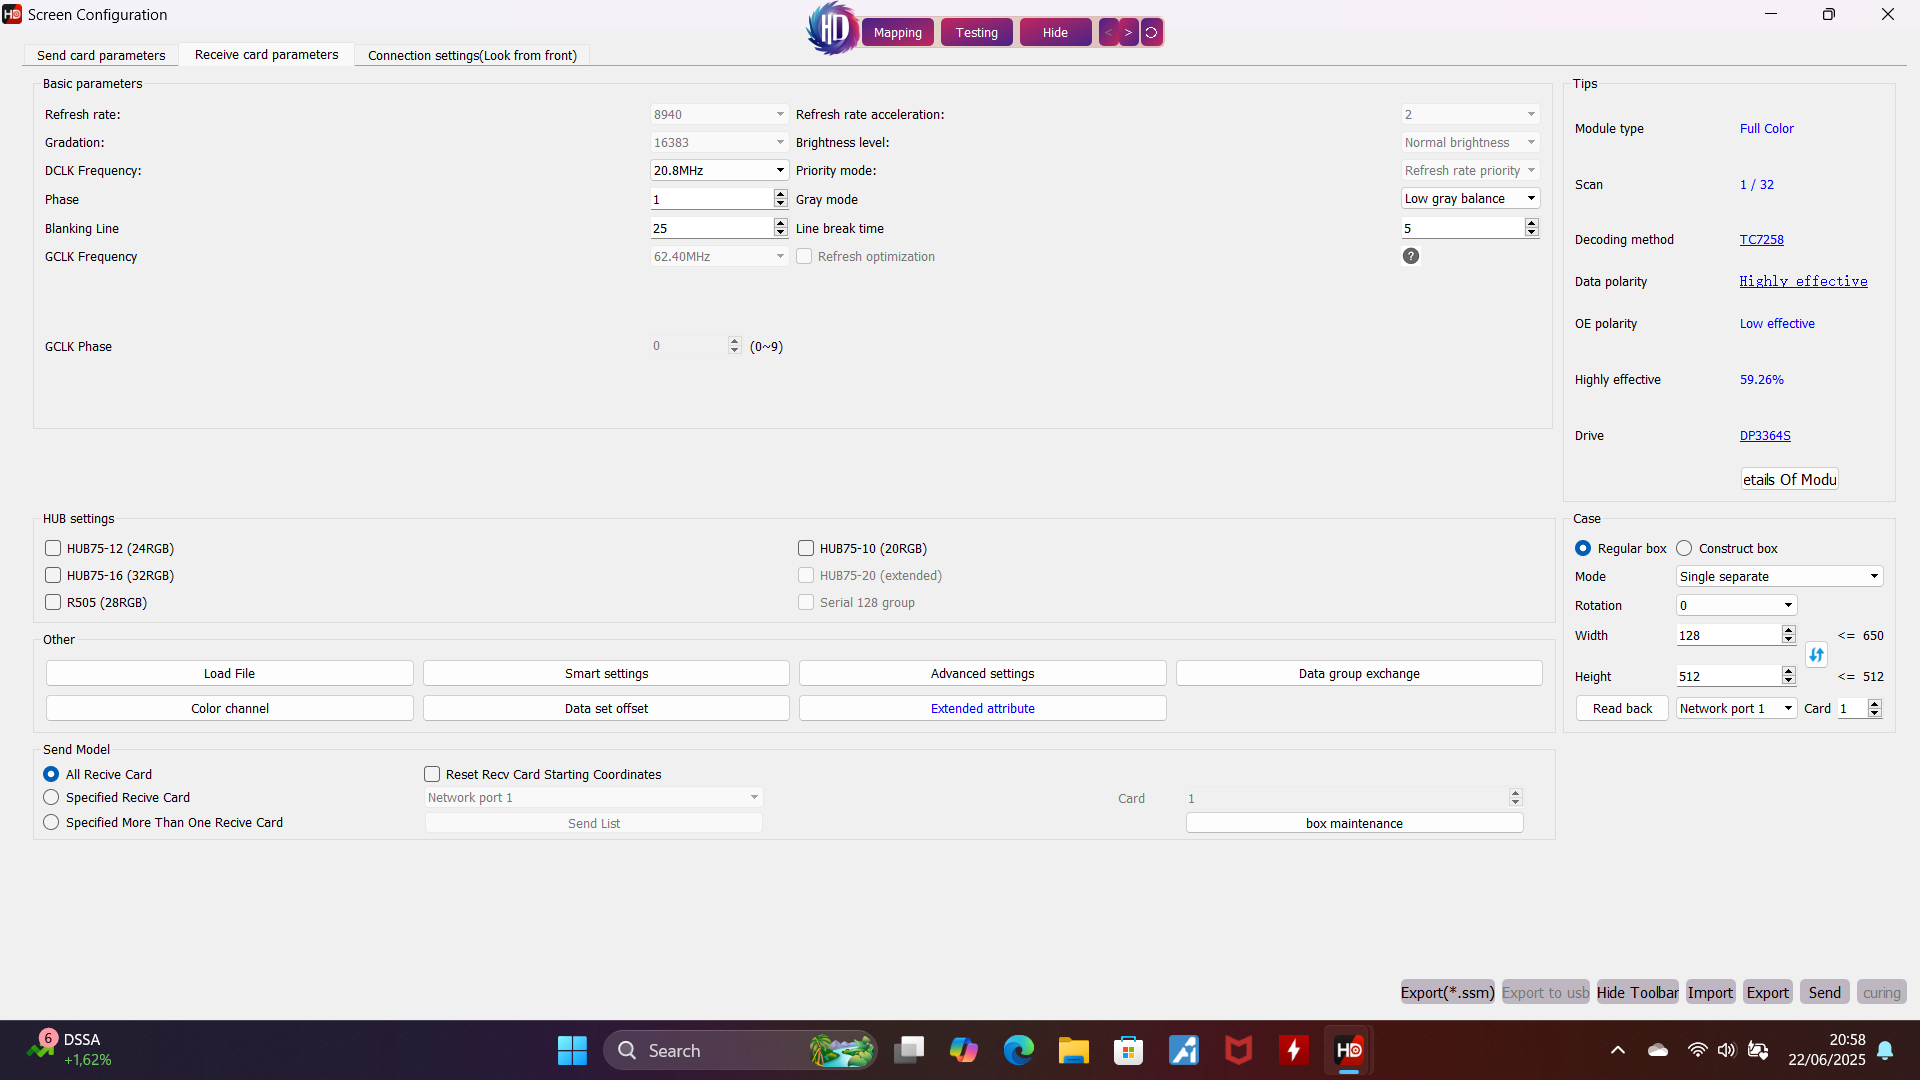 Screen Configuration
HD
Mapping
Testing
Hide
<
>
Send card parameters
Receive card parameters
Connection settings(Look from front)
Basic parameters
Refresh rate:
8940
Refresh rate acceleration:
2
Gradation:
16383
Brightness level:
Normal brightness
DCLK Frequency:
20.8MHz
Priority mode:
Refresh rate priority
Phase
1
Gray mode
Low gray balance
Blanking Line
25
Line break time
5
GCLK Frequency
62.40MHz
Refresh optimization
?
GCLK Phase
0
(0~9)
Tips
Module type
Full Color
Scan
1 / 32
Decoding method
TC7258
Data polarity
Highly effective
OE polarity
Low effective
Highly effective
59.26%
Drive
DP3364S
etails Of Modu
HUB settings
HUB75-12 (24RGB)
HUB75-10 (20RGB)
HUB75-16 (32RGB)
HUB75-20 (extended)
R505 (28RGB)
Serial 128 group
Case
Regular box
Construct box
Mode
Single separate
Rotation
0
Width
128
<= 650
Height
512
<= 512
Read back
Network port 1
Card
1
Other
Load File
Smart settings
Advanced settings
Data group exchange
Color channel
Data set offset
Extended attribute
Send Model
All Recive Card
Reset Recv Card Starting Coordinates
Specified Recive Card
Network port 1
Card
1
Specified More Than One Recive Card
Send List
box maintenance
Export(*.ssm)
Export to usb
Hide Toolbar
Import
Export
Send
curing
6
DSSA
+1,62%
Search
HD
20:58
22/06/2025